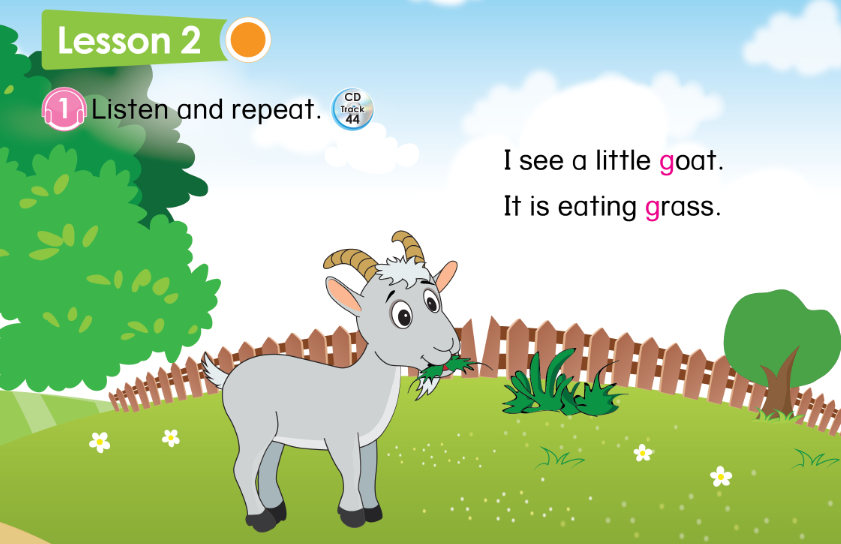 Lesson 2
1 Listen and repeat.
CD
Track
44
I see a little goat.
It is eating grass.